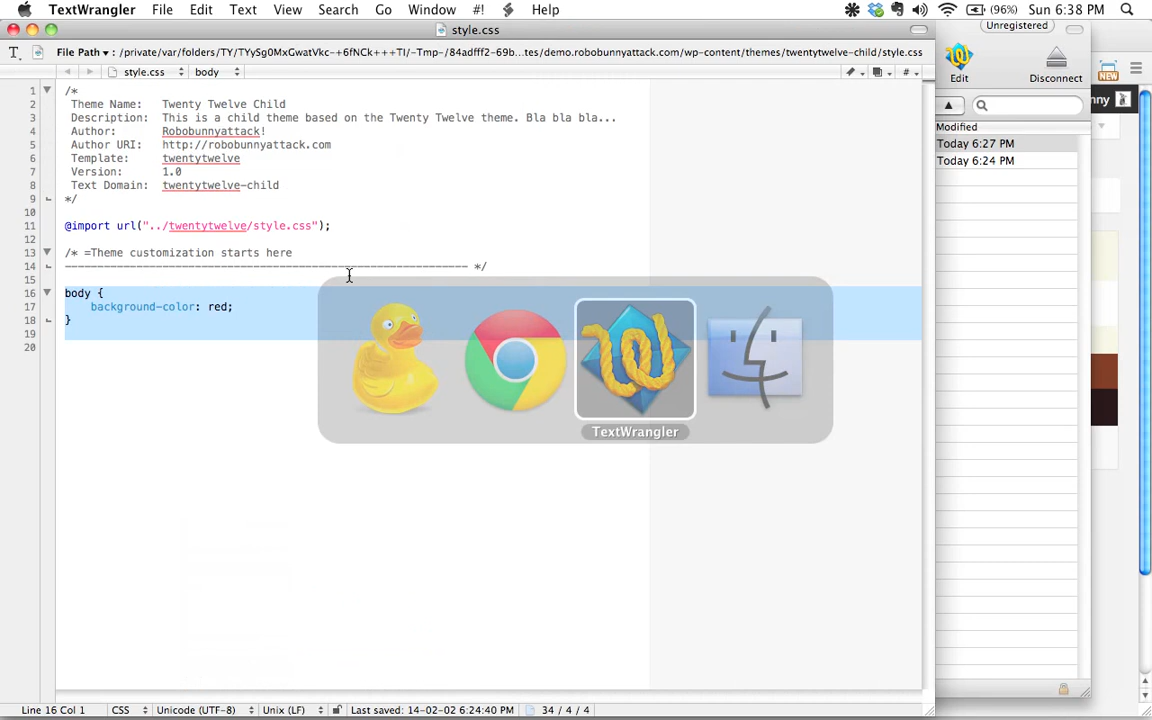 TextWrangler File Edit Text View Search Go Window #! Help (96%) Sun 6:38 PM
style.css
Unregistered
File Path ▾ : /private/var/folders/TY/TYySg0MxGwatVkc-+6fNCk+++TI/-Tmp-/84adfff2-69b...tes/demo.robobunnyattack.com/wp-content/themes/twentytwelve-child/style.css
style.css body
Edit Disconnect
NEW
nny
Modified
Today 6:27 PM
Today 6:24 PM
1 /*
2 Theme Name: Twenty Twelve Child
3 Description: This is a child theme based on the Twenty Twelve theme. Bla bla bla...
4 Author: Robobunnyattack!
5 Author URI: http://robobunnyattack.com
6 Template: twentytwelve
7 Version: 1.0
8 Text Domain: twentytwelve-child
9 */
10
11 @import url("../twentytwelve/style.css");
12
13 /* =Theme customization starts here
14 -------------------------------------------------------------- */
15
16 body {
17 background-color: red;
18 }
19
20
TextWrangler
Line 16 Col 1 CSS Unicode (UTF-8) Unix (LF) Last saved: 14-02-02 6:24:40 PM 34 / 4 / 4